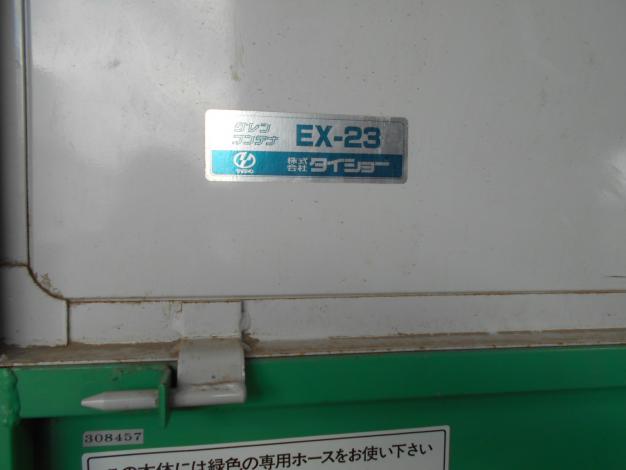 グレン
コンテナ
EX-23
株式
会社 タイショー
308457
この本体には緑色の専用ホースをお使い下さい